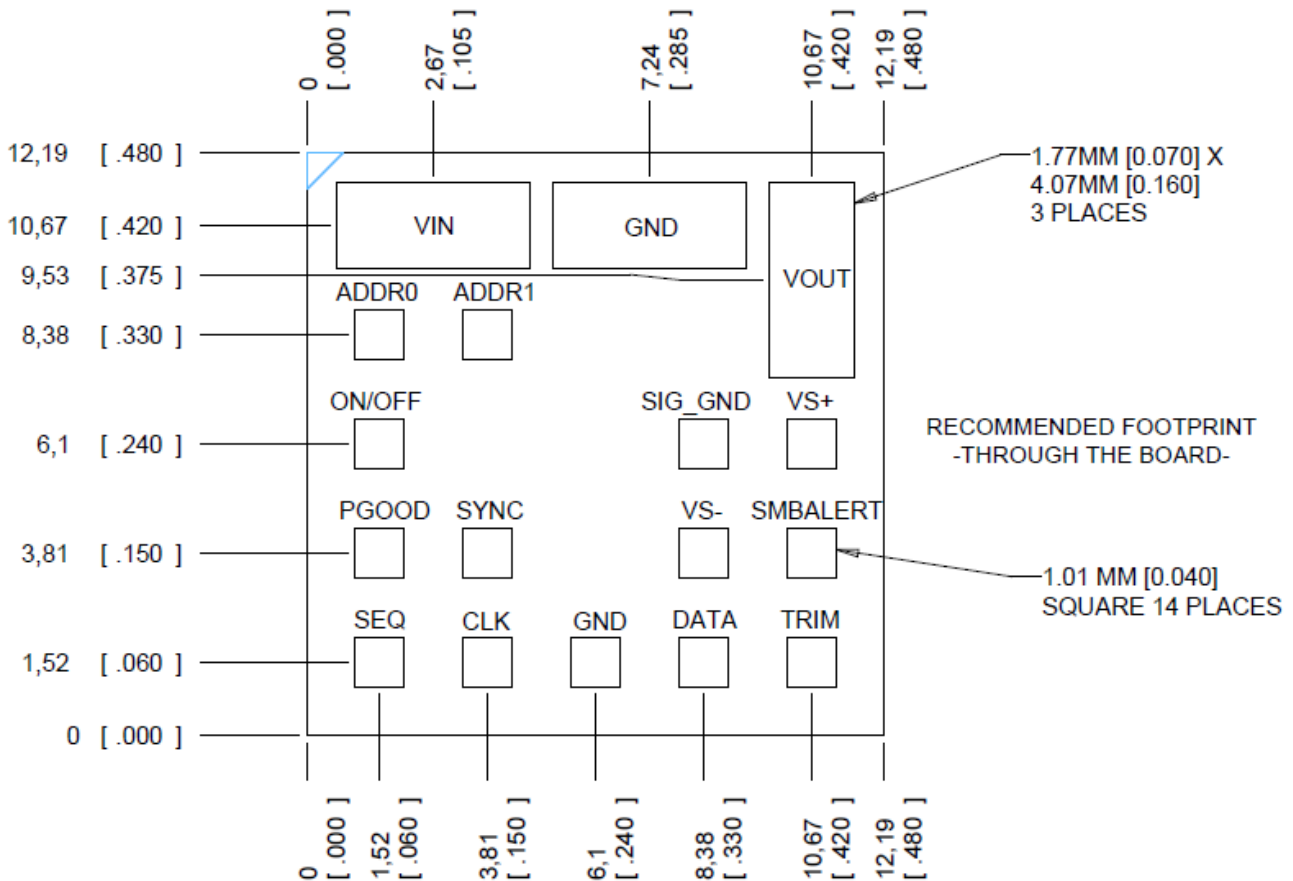 0
[ .000 ]
2,67
[ .105 ]
7,24
[ .285 ]
10,67
[ .420 ]
12,19
[ .480 ]
12,19 [ .480 ]
1.77MM [0.070] X
4.07MM [0.160]
3 PLACES
10,67 [ .420 ]
VIN
GND
9,53 [ .375 ]
VOUT
ADDR0 ADDR1
8,38 [ .330 ]
ON/OFF
SIG_GND VS+
RECOMMENDED FOOTPRINT
-THROUGH THE BOARD-
6,1 [ .240 ]
PGOOD SYNC
VS- SMBALERT
3,81 [ .150 ]
1.01 MM [0.040]
SQUARE 14 PLACES
SEQ CLK GND DATA TRIM
1,52 [ .060 ]
0 [ .000 ]
0
[ .000 ]
1,52
[ .060 ]
3,81
[ .150 ]
6,1
[ .240 ]
8,38
[ .330 ]
10,67
[ .420 ]
12,19
[ .480 ]